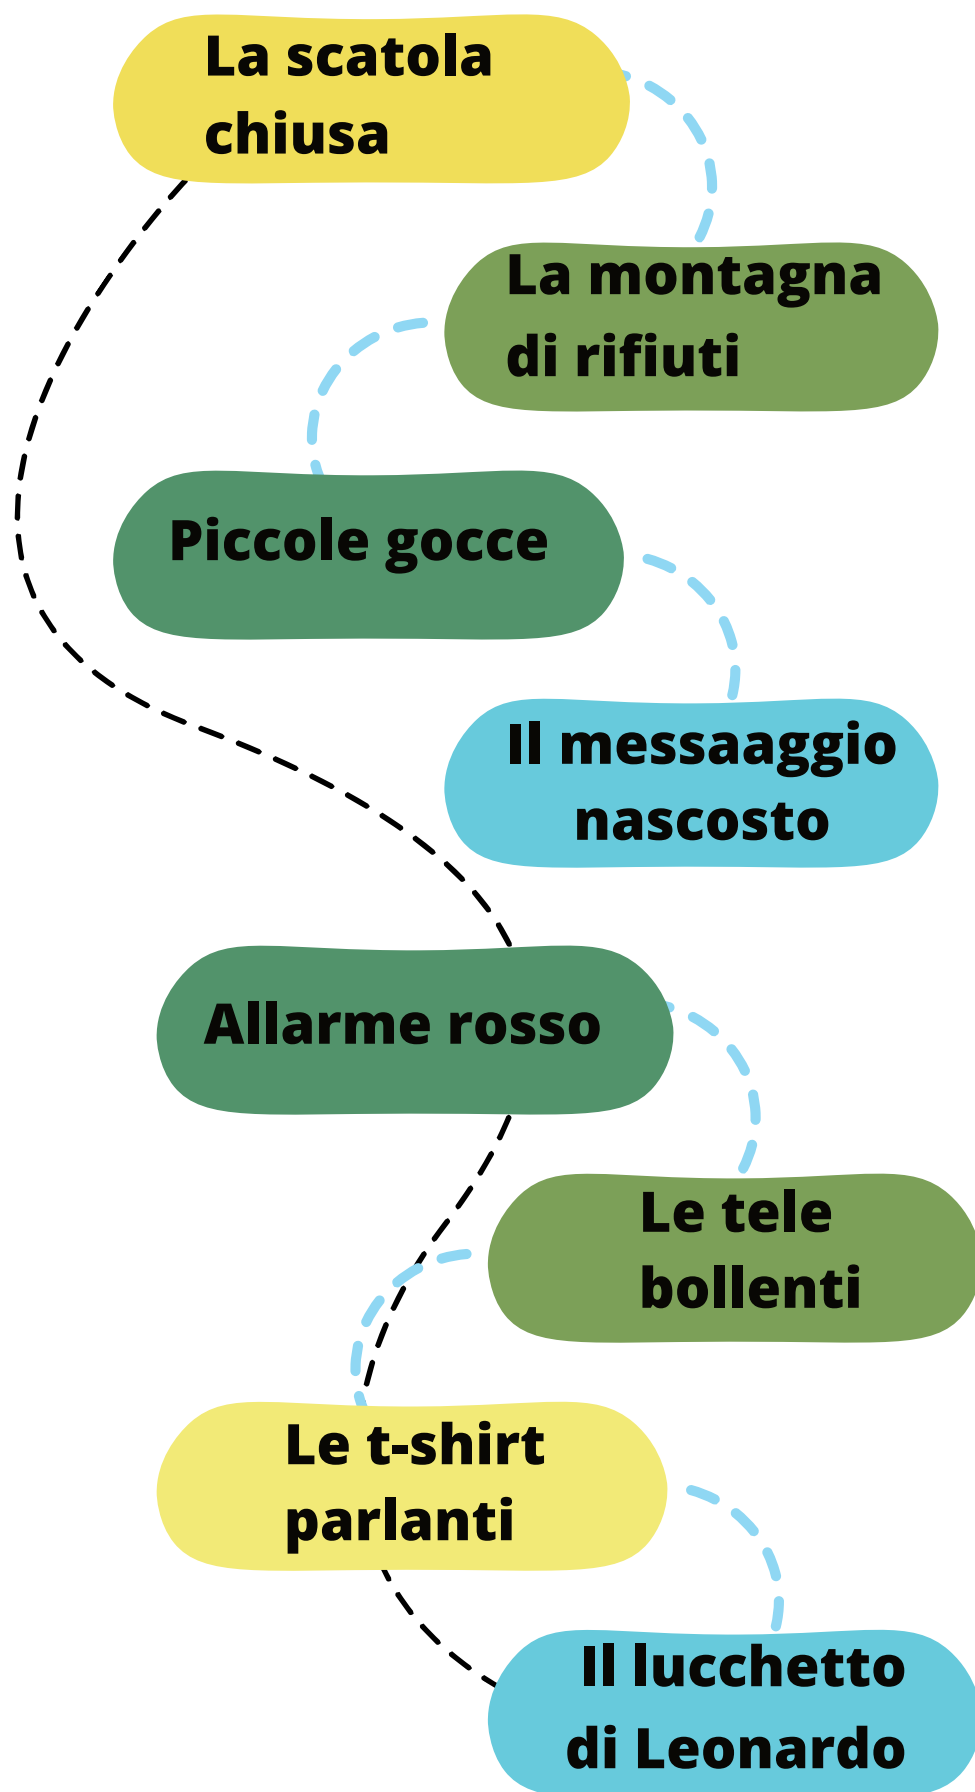 La scatola
chiusa
La montagna
di rifiuti
Piccole gocce
Il messaaggio
nascosto
Allarme rosso
Le tele
bollenti
Le t-shirt
parlanti
Il lucchetto
di Leonardo